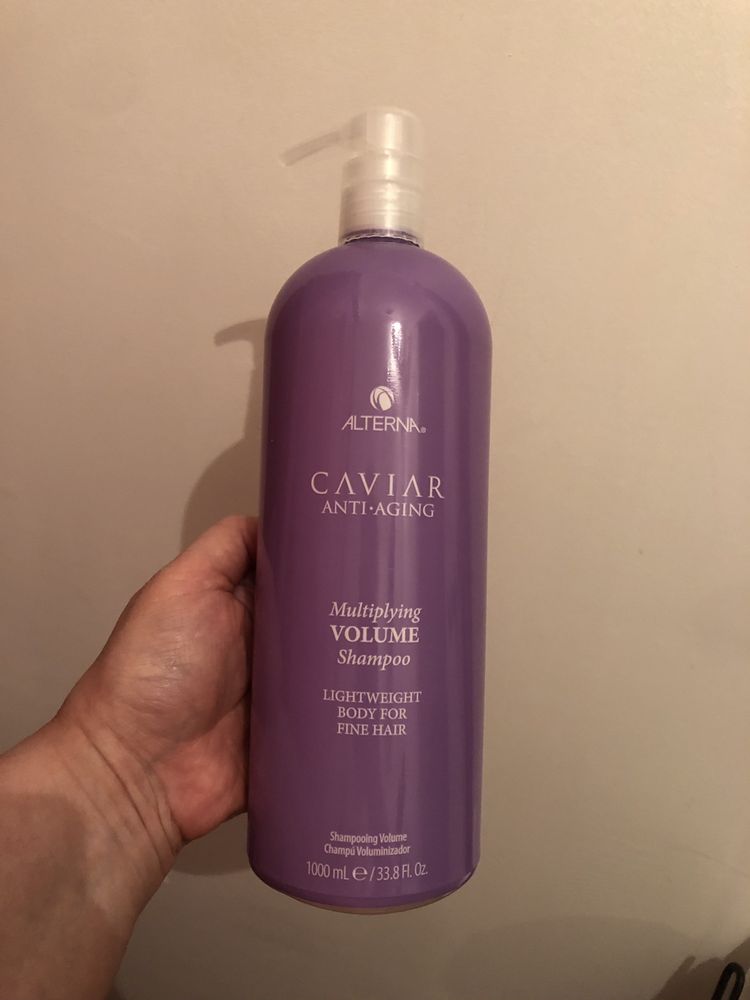 ALTERNA®
CAVIAR
ANTI•AGING
Multiplying
VOLUME
Shampoo
LIGHTWEIGHT
BODY FOR
FINE HAIR
Shampooing Volume
Champú Voluminizador
1000 mL ℮/33.8 Fl. Oz.